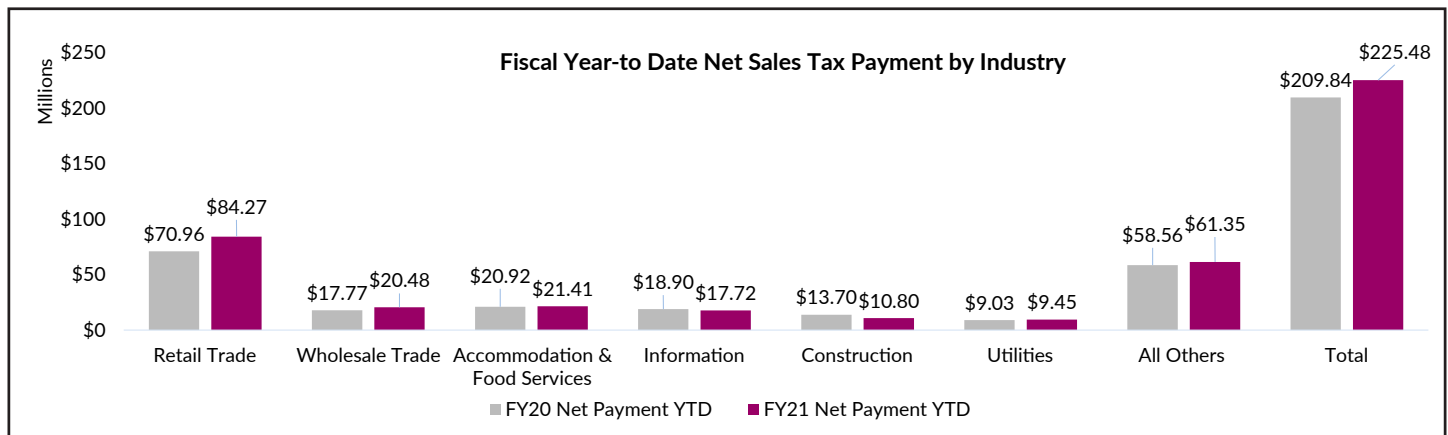 Fiscal Year-to Date Net Sales Tax Payment by Industry
Millions
$250
$200
$150
$100
$50
$0
$70.96
$84.27
$17.77
$20.48
$20.92
$21.41
$18.90
$17.72
$13.70
$10.80
$9.03
$9.45
$58.56
$61.35
$209.84
$225.48
Retail Trade
Wholesale Trade
Accommodation &
Food Services
Information
Construction
Utilities
All Others
Total
FY20 Net Payment YTD
FY21 Net Payment YTD